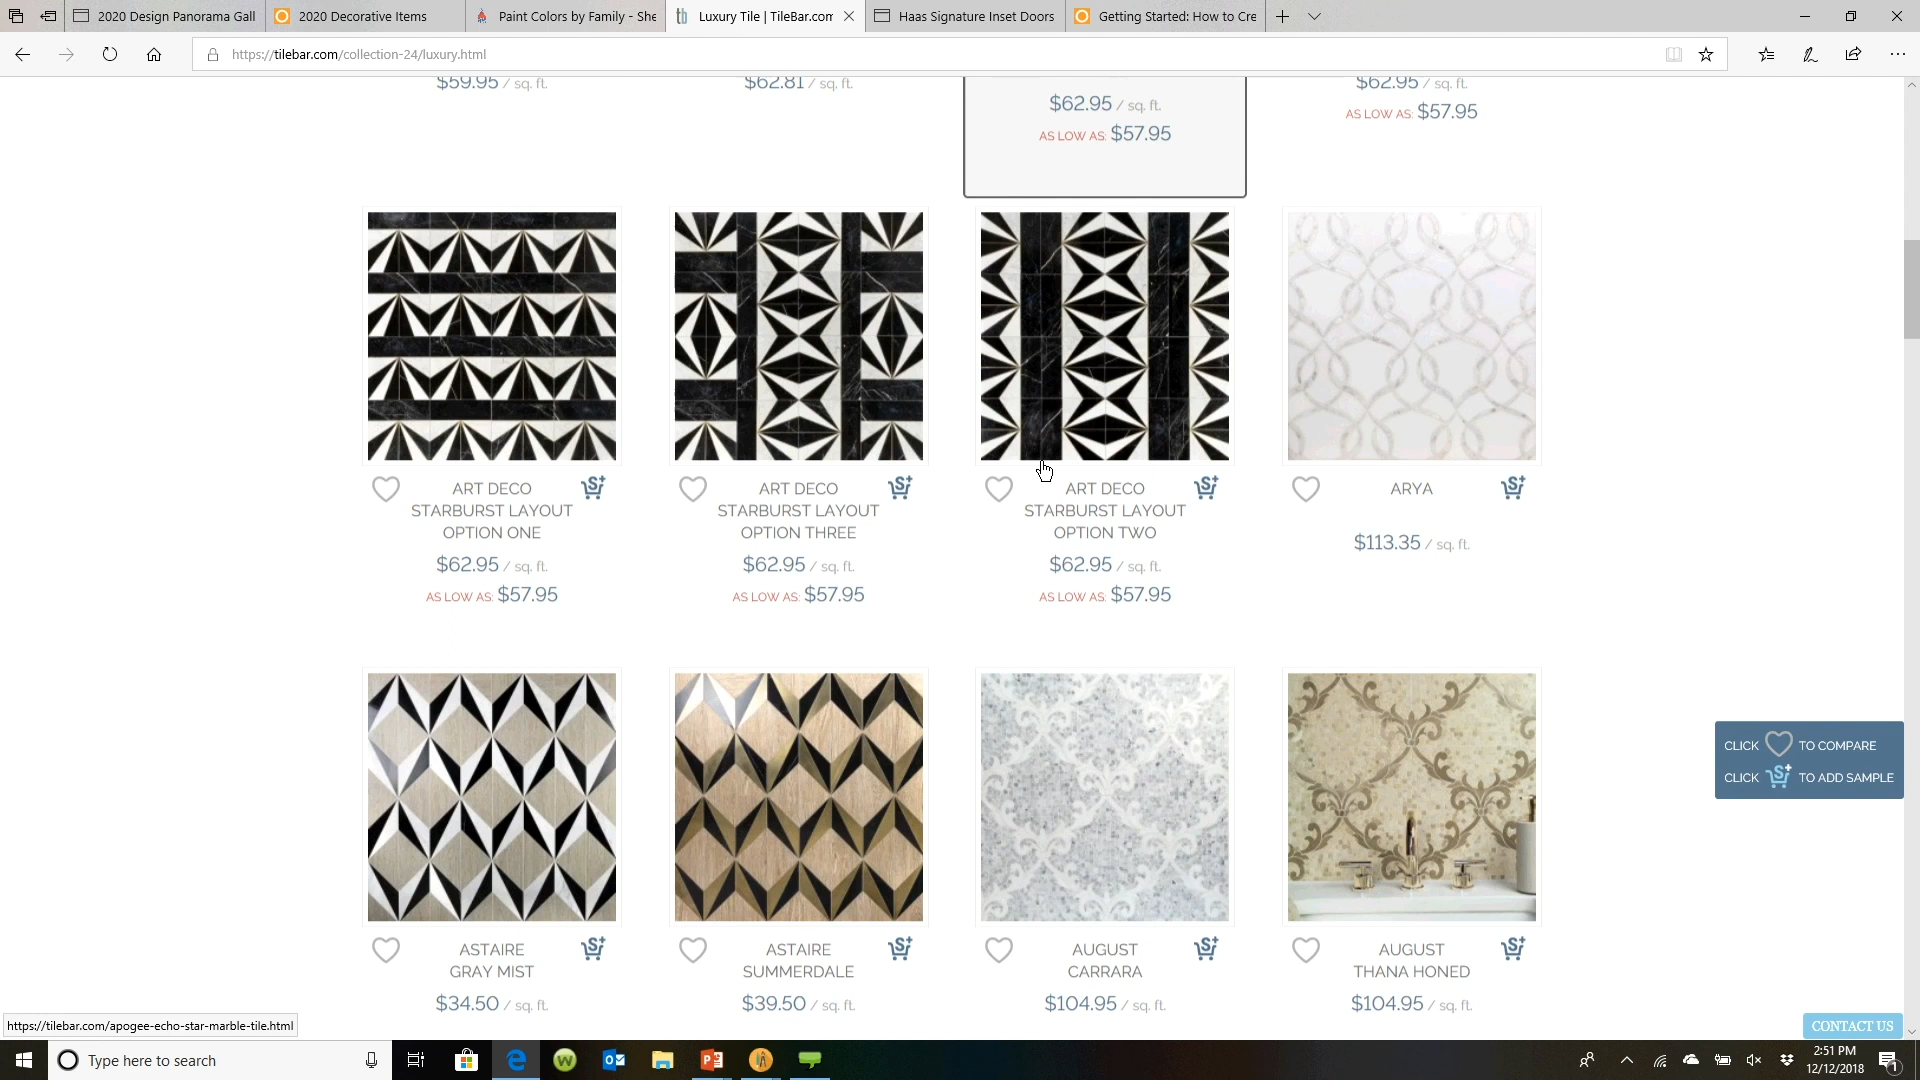 2020 Design Panorama Gall
2020 Decorative Items
Paint Colors by Family - She
Luxury Tile | TileBar.com
Haas Signature Inset Doors
Getting Started: How to Cre
https://tilebar.com/collection-24/luxury.html
$59.95 / sq. ft.
$62.81 / sq. ft.
$62.95 / sq. ft.
AS LOW AS: $57.95
$62.95 / sq. ft.
AS LOW AS: $57.95
ART DECO
STARBURST LAYOUT
OPTION ONE
$62.95 / sq. ft.
AS LOW AS: $57.95
ART DECO
STARBURST LAYOUT
OPTION THREE
$62.95 / sq. ft.
AS LOW AS: $57.95
ART DECO
STARBURST LAYOUT
OPTION TWO
$62.95 / sq. ft.
AS LOW AS: $57.95
ARYA
$113.35 / sq. ft.
CLICK TO COMPARE
CLICK TO ADD SAMPLE
ASTAIRE
GRAY MIST
$34.50 / sq. ft.
ASTAIRE
SUMMERDALE
$39.50 / sq. ft.
AUGUST
CARRARA
$104.95 / sq. ft.
AUGUST
THANA HONED
$104.95 / sq. ft.
https://tilebar.com/apogee-echo-star-marble-tile.html
CONTACT US
Type here to search
2:51 PM
12/12/2018
1